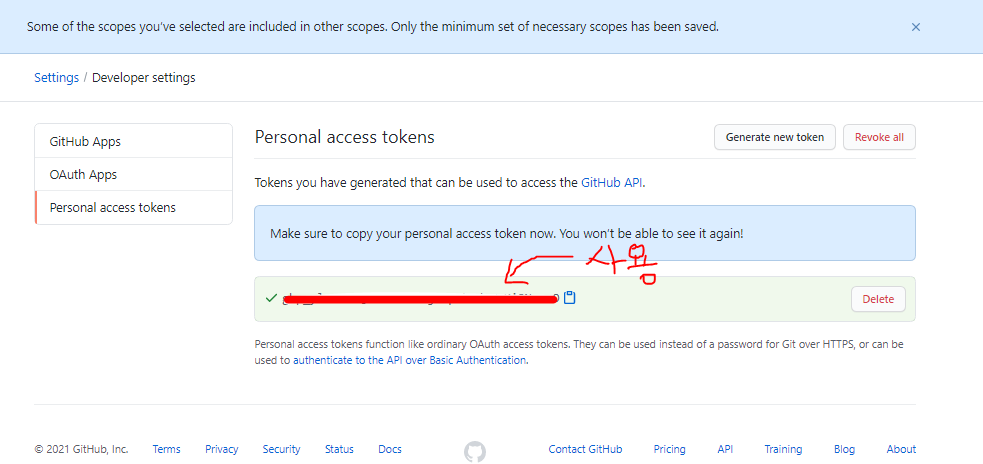 Some of the scopes you've selected are included in other scopes. Only the minimum set of necessary scopes has been saved.
Settings / Developer settings
GitHub Apps
OAuth Apps
Personal access tokens
Personal access tokens
Generate new token
Revoke all
Tokens you have generated that can be used to access the GitHub API.
Make sure to copy your personal access token now. You won't be able to see it again!
사용
Delete
Personal access tokens function like ordinary OAuth access tokens. They can be used instead of a password for Git over HTTPS, or can be
used to authenticate to the API over Basic Authentication.
© 2021 GitHub, Inc. Terms Privacy Security Status Docs Contact GitHub Pricing API Training Blog About